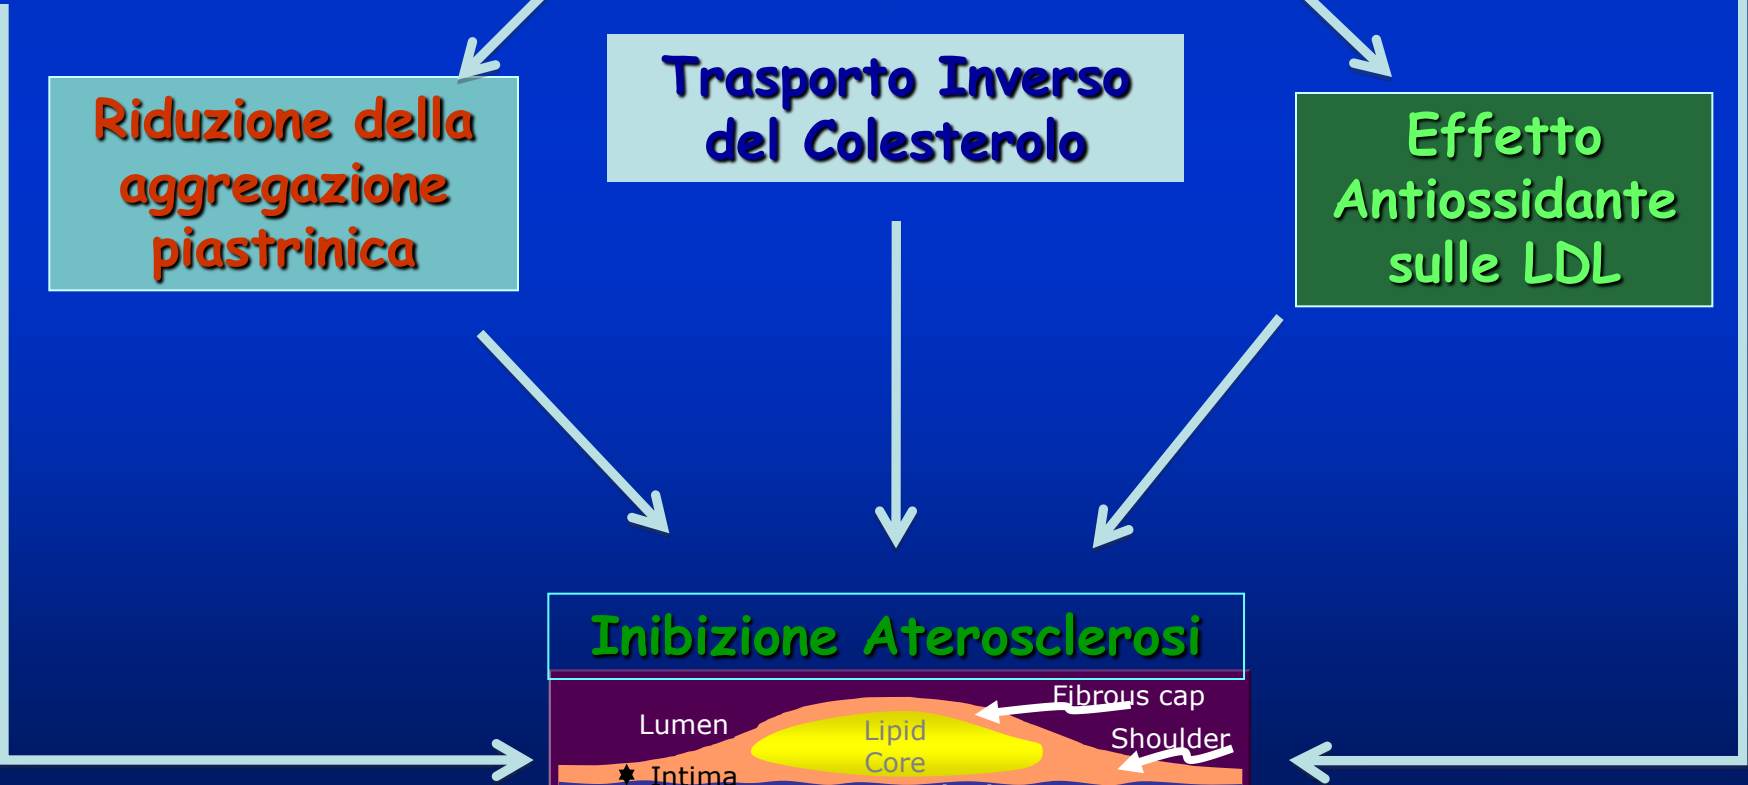 Riduzione della
aggregazione
piastrinica
Trasporto Inverso
del Colesterolo
Effetto
Antiossidante
sulle LDL
Inibizione Aterosclerosi
Fibrous cap
Lumen
Lipid
Core
Shoulder
Intima